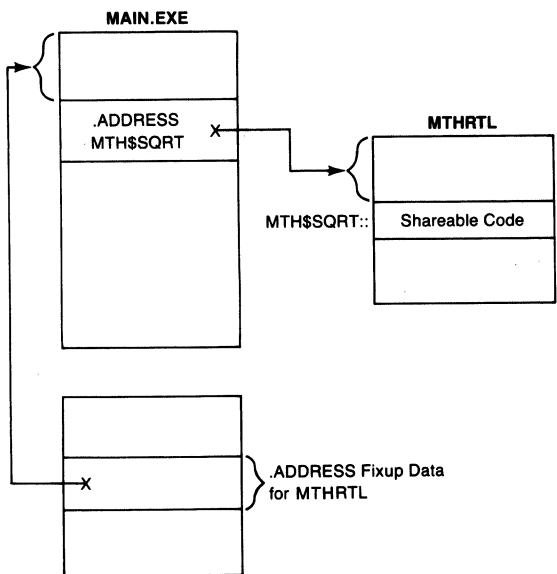 MAIN.EXE
.ADDRESS
MTH$SQRT
X
MTHRTL
MTH$SQRT::
Shareable Code
X
.ADDRESS Fixup Data
for MTHRTL